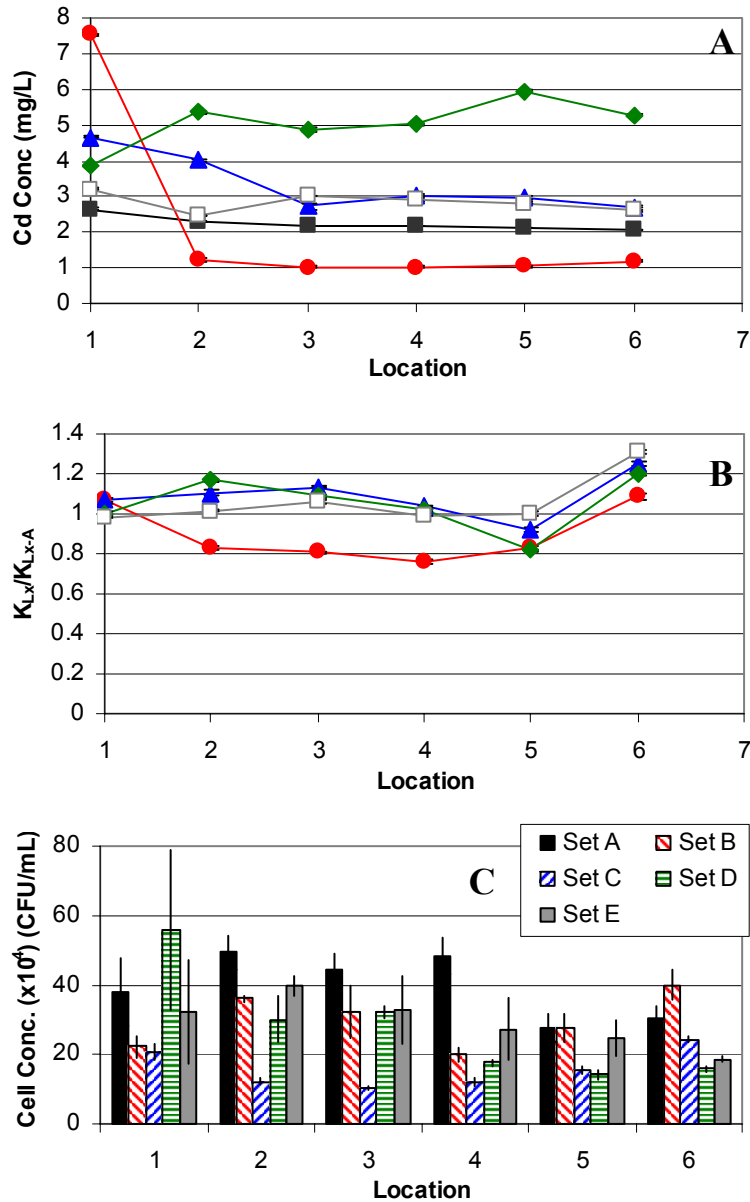 A
Cd Conc (mg/L)
8
7
6
5
4
3
2
1
0
1 2 3 4 5 6 7
Location
B
K_Lx/K_Lx-A
1.4
1.2
1
0.8
0.6
0.4
0.2
0
1 2 3 4 5 6 7
Location
C
Cell Conc. (x10⁴) (CFU/mL)
80
60
40
20
0
Set A Set B
Set C Set D
Set E
1 2 3 4 5 6
Location